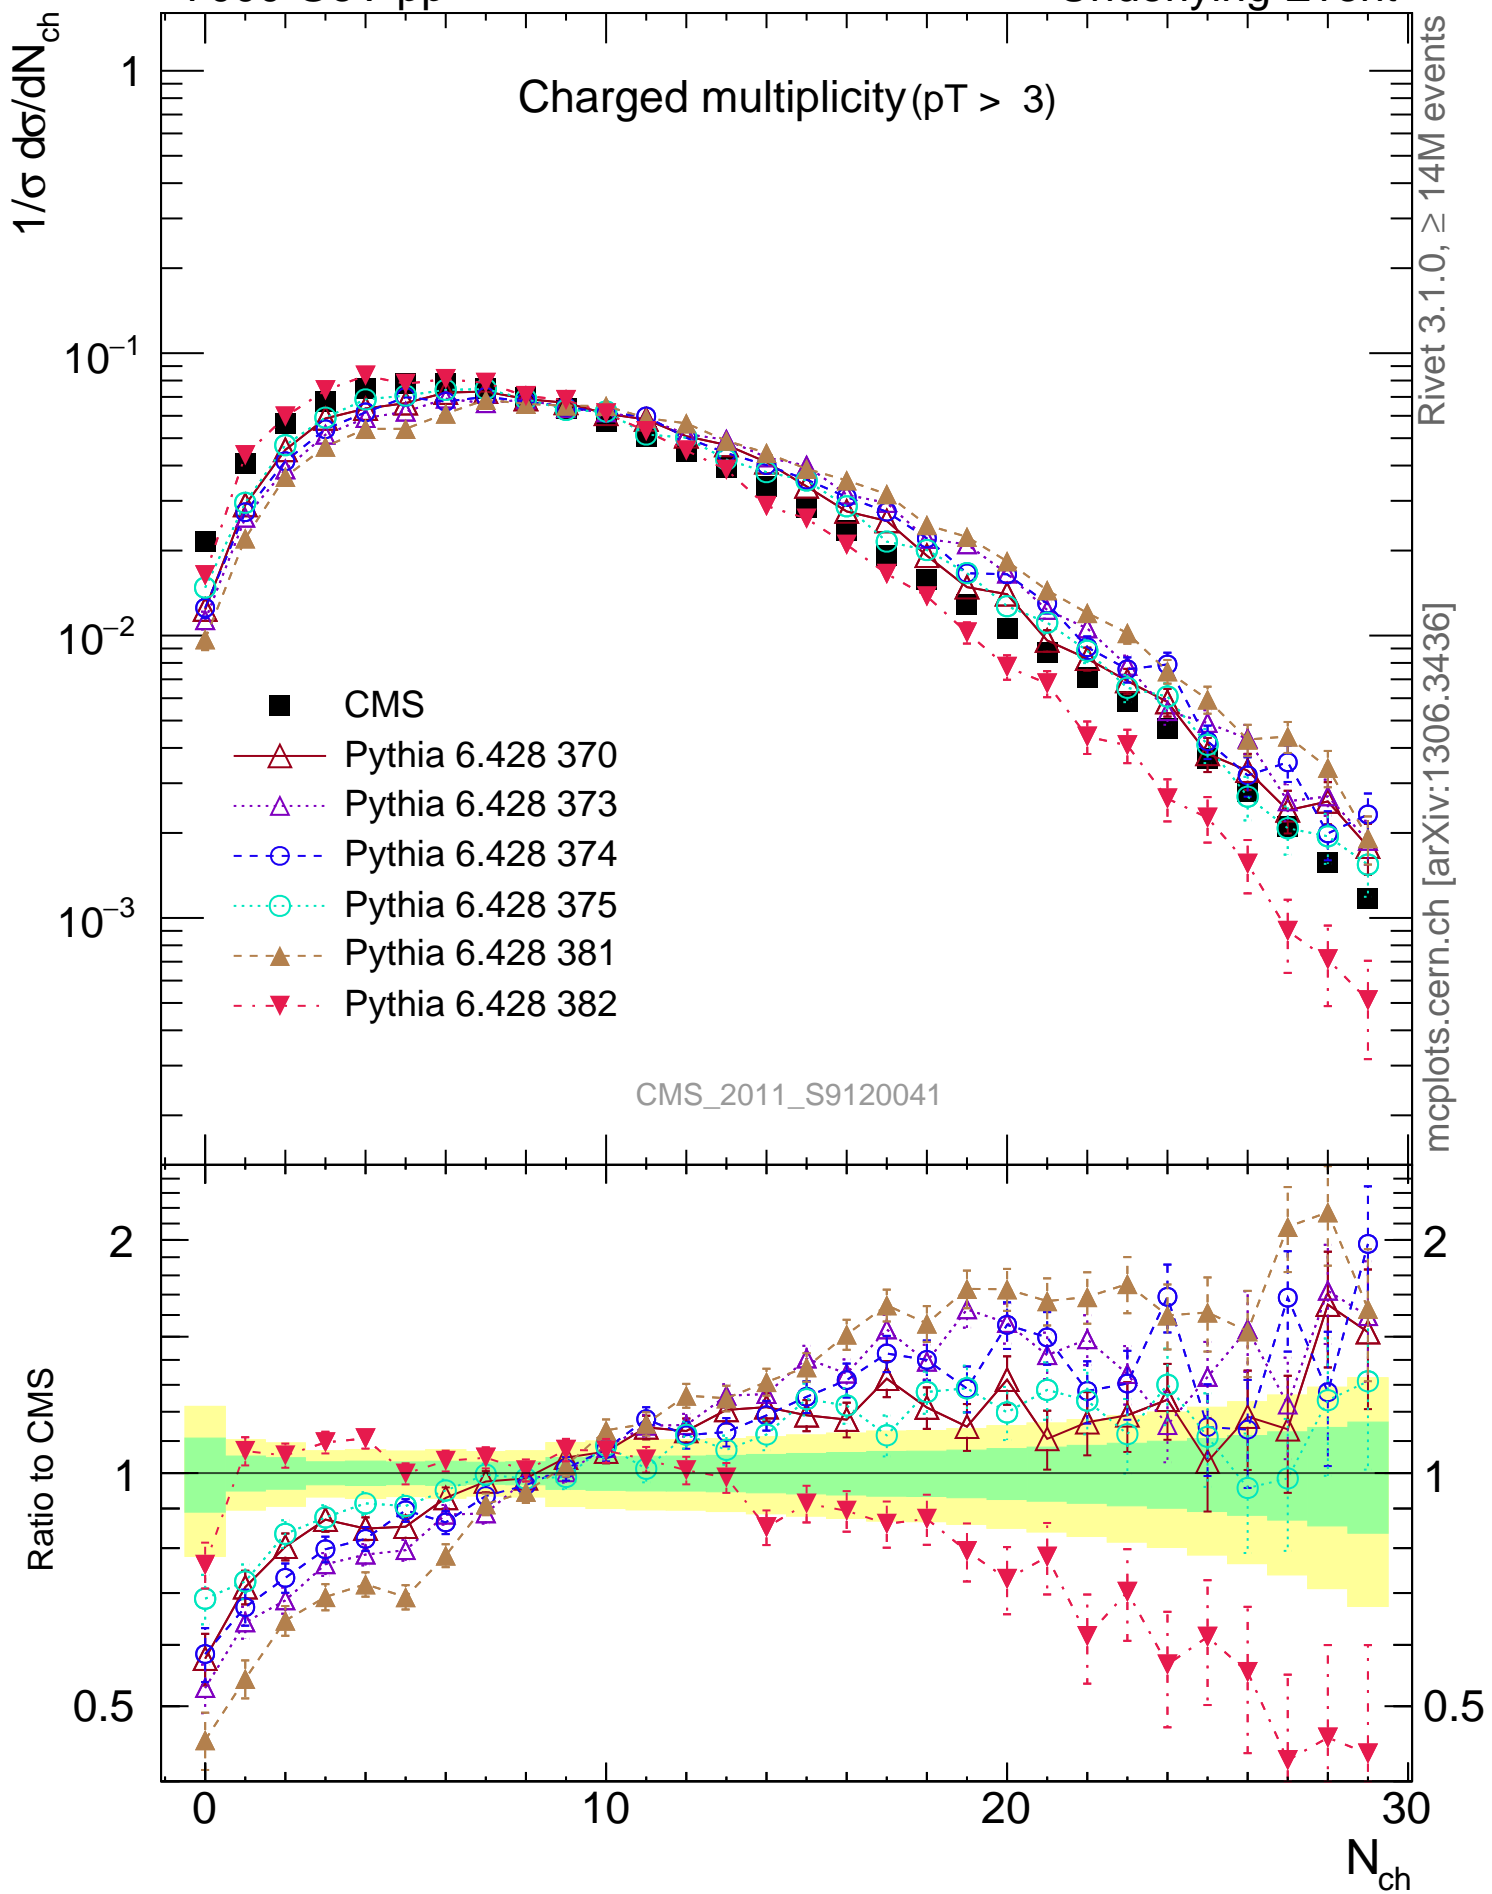 1/σ dσ/dN_ch
Charged multiplicity (pT > 3)
1
10⁻¹
10⁻²
10⁻³
CMS
Pythia 6.428 370
Pythia 6.428 373
Pythia 6.428 374
Pythia 6.428 375
Pythia 6.428 381
Pythia 6.428 382
CMS_2011_S9120041
Rivet 3.1.0, ≥ 14M events
mcplots.cern.ch [arXiv:1306.3436]
Ratio to CMS
2
1
0.5
2
1
0.5
0 10 20 30
N_ch